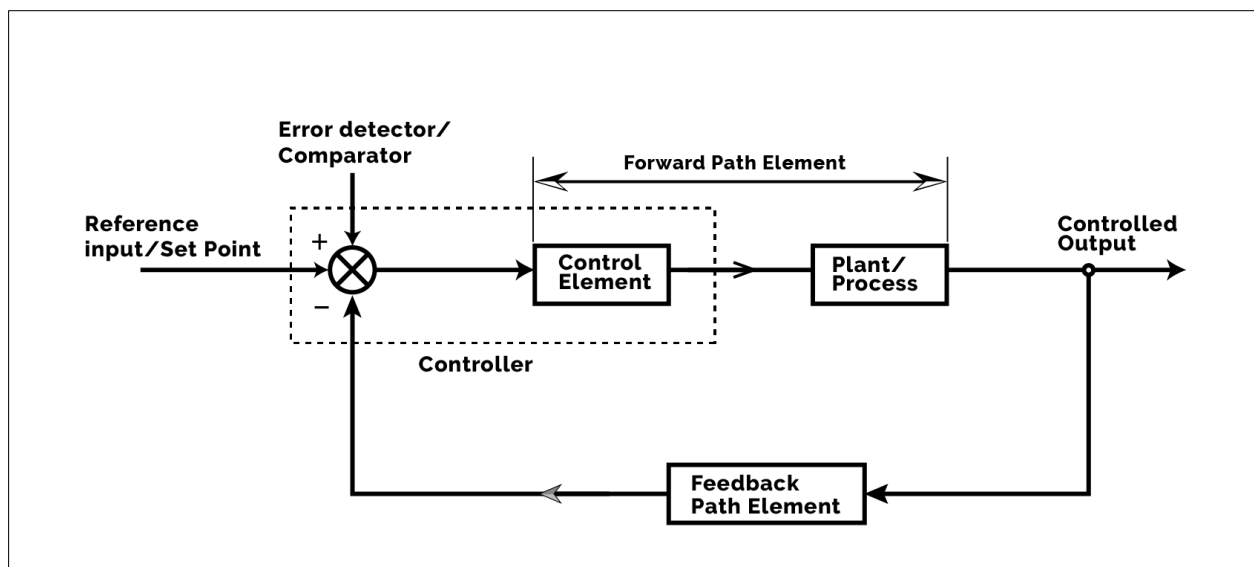 Error detector/
Comparator
Forward Path Element
Reference
input/Set Point
+
−
Control
Element
Plant/
Process
Controlled
Output
Controller
Feedback
Path Element